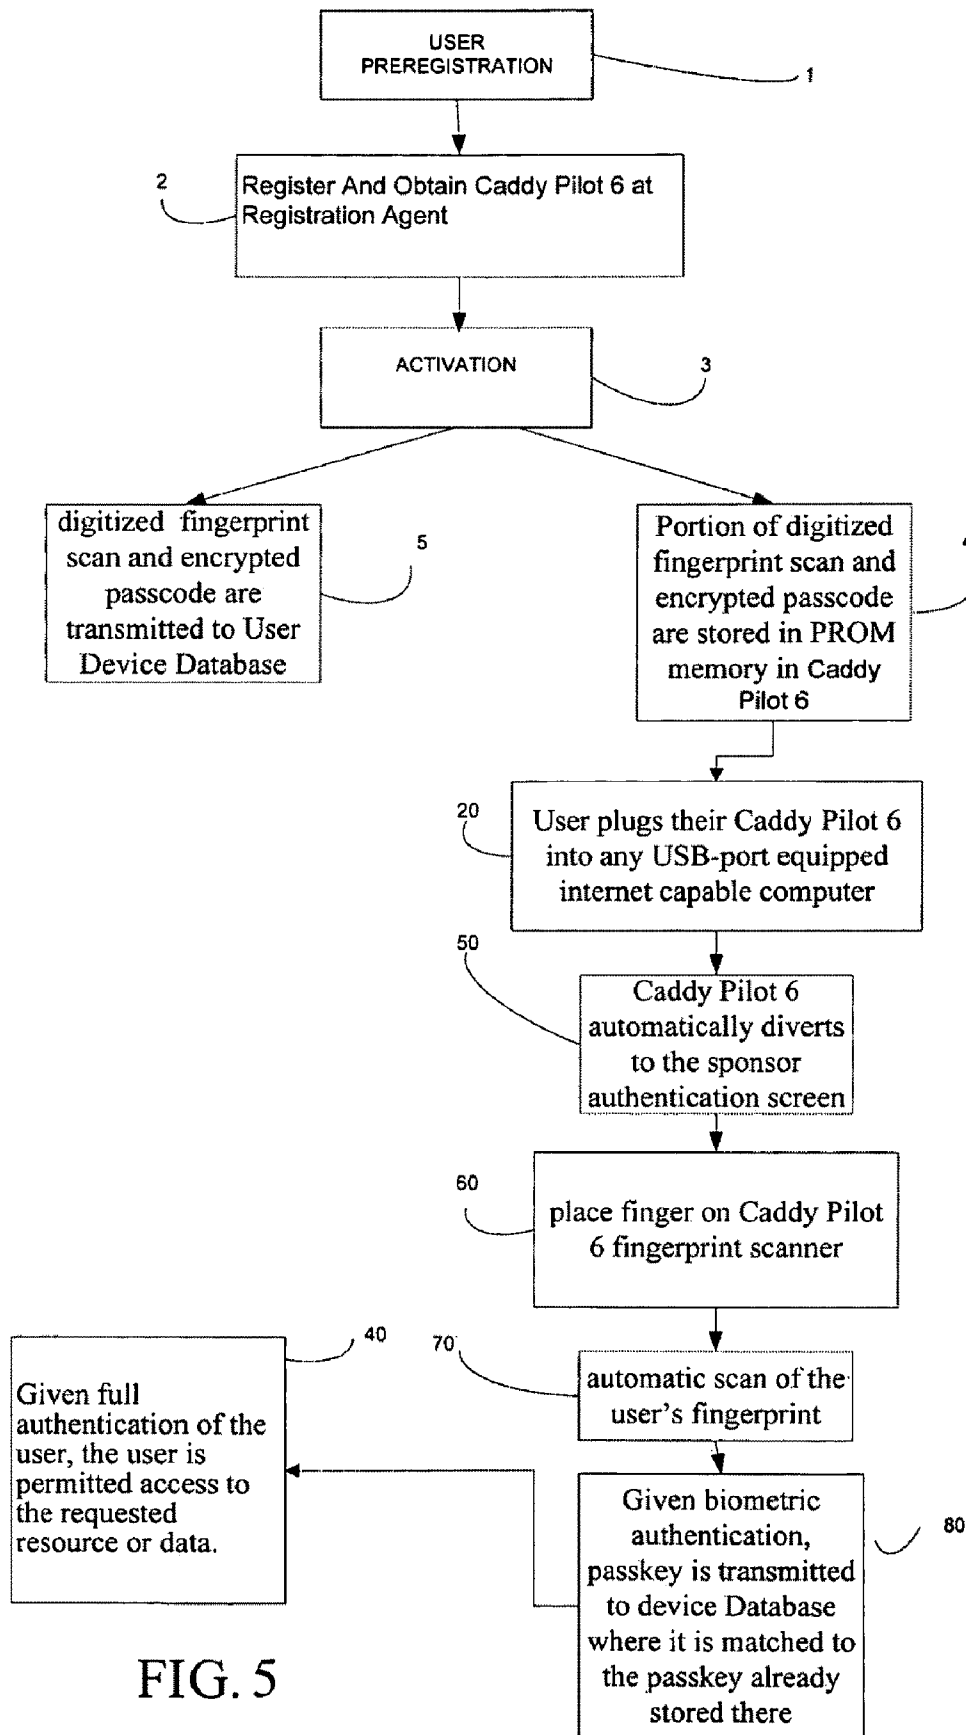 USER
PREREGISTRATION
1
2
Register And Obtain Caddy Pilot 6 at
Registration Agent
ACTIVATION
3
digitized fingerprint
scan and encrypted
passcode are
transmitted to User
Device Database
5
Portion of digitized
fingerprint scan and
encrypted passcode
are stored in PROM
memory in Caddy
Pilot 6
20
User plugs their Caddy Pilot 6
into any USB-port equipped
internet capable computer
50
Caddy Pilot 6
automatically diverts
to the sponsor
authentication screen
60
place finger on Caddy Pilot
6 fingerprint scanner
40
70
automatic scan of the
user's fingerprint
Given full
authentication of the
user, the user is
permitted access to
the requested
resource or data.
Given biometric
authentication,
passkey is transmitted
to device Database
where it is matched to
the passkey already
stored there
80
FIG. 5